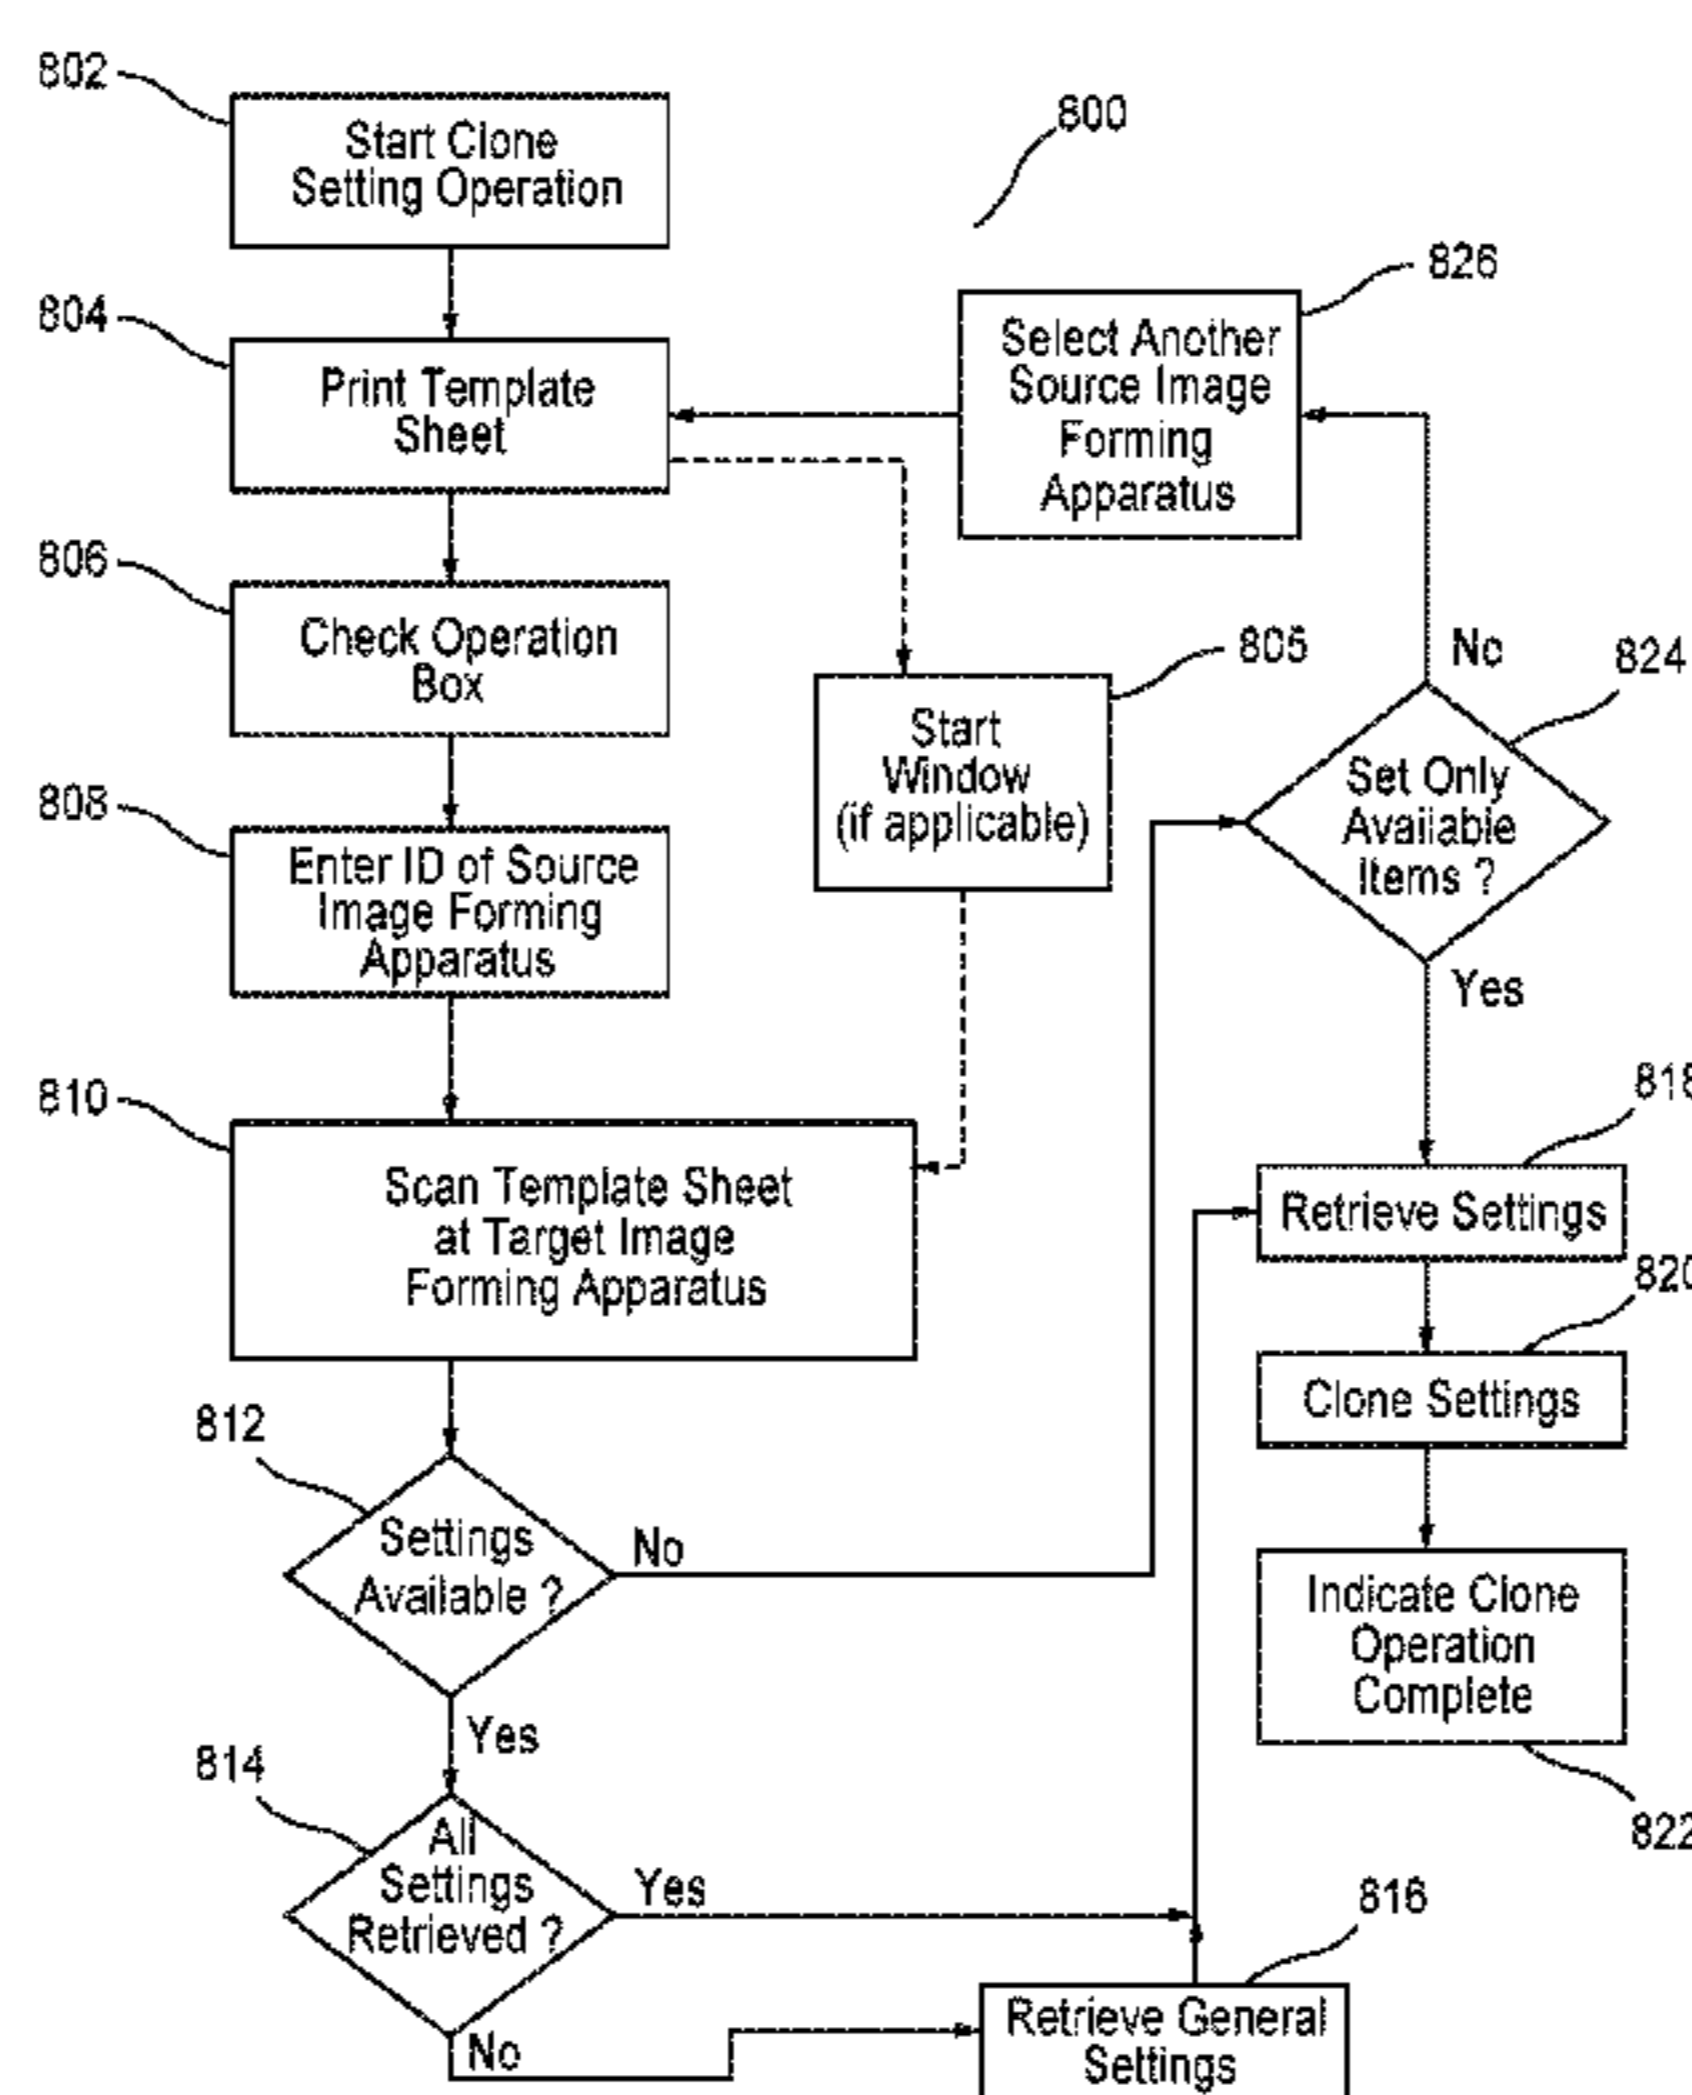 802
Start Clone
Setting Operation
800
826
804
Print Template
Sheet
Select Another
Source Image
Forming
Apparatus
806
Check Operation
Box
805
Start
Window
(if applicable)
No
824
Set Only
Available
Items ?
Yes
808
Enter ID of Source
Image Forming
Apparatus
810
Scan Template Sheet
at Target Image
Forming Apparatus
818
Retrieve Settings
820
Clone Settings
812
Settings
Available ?
No
Yes
Indicate Clone
Operation
Complete
822
814
All
Settings
Retrieved ?
Yes
No
816
Retrieve General
Settings